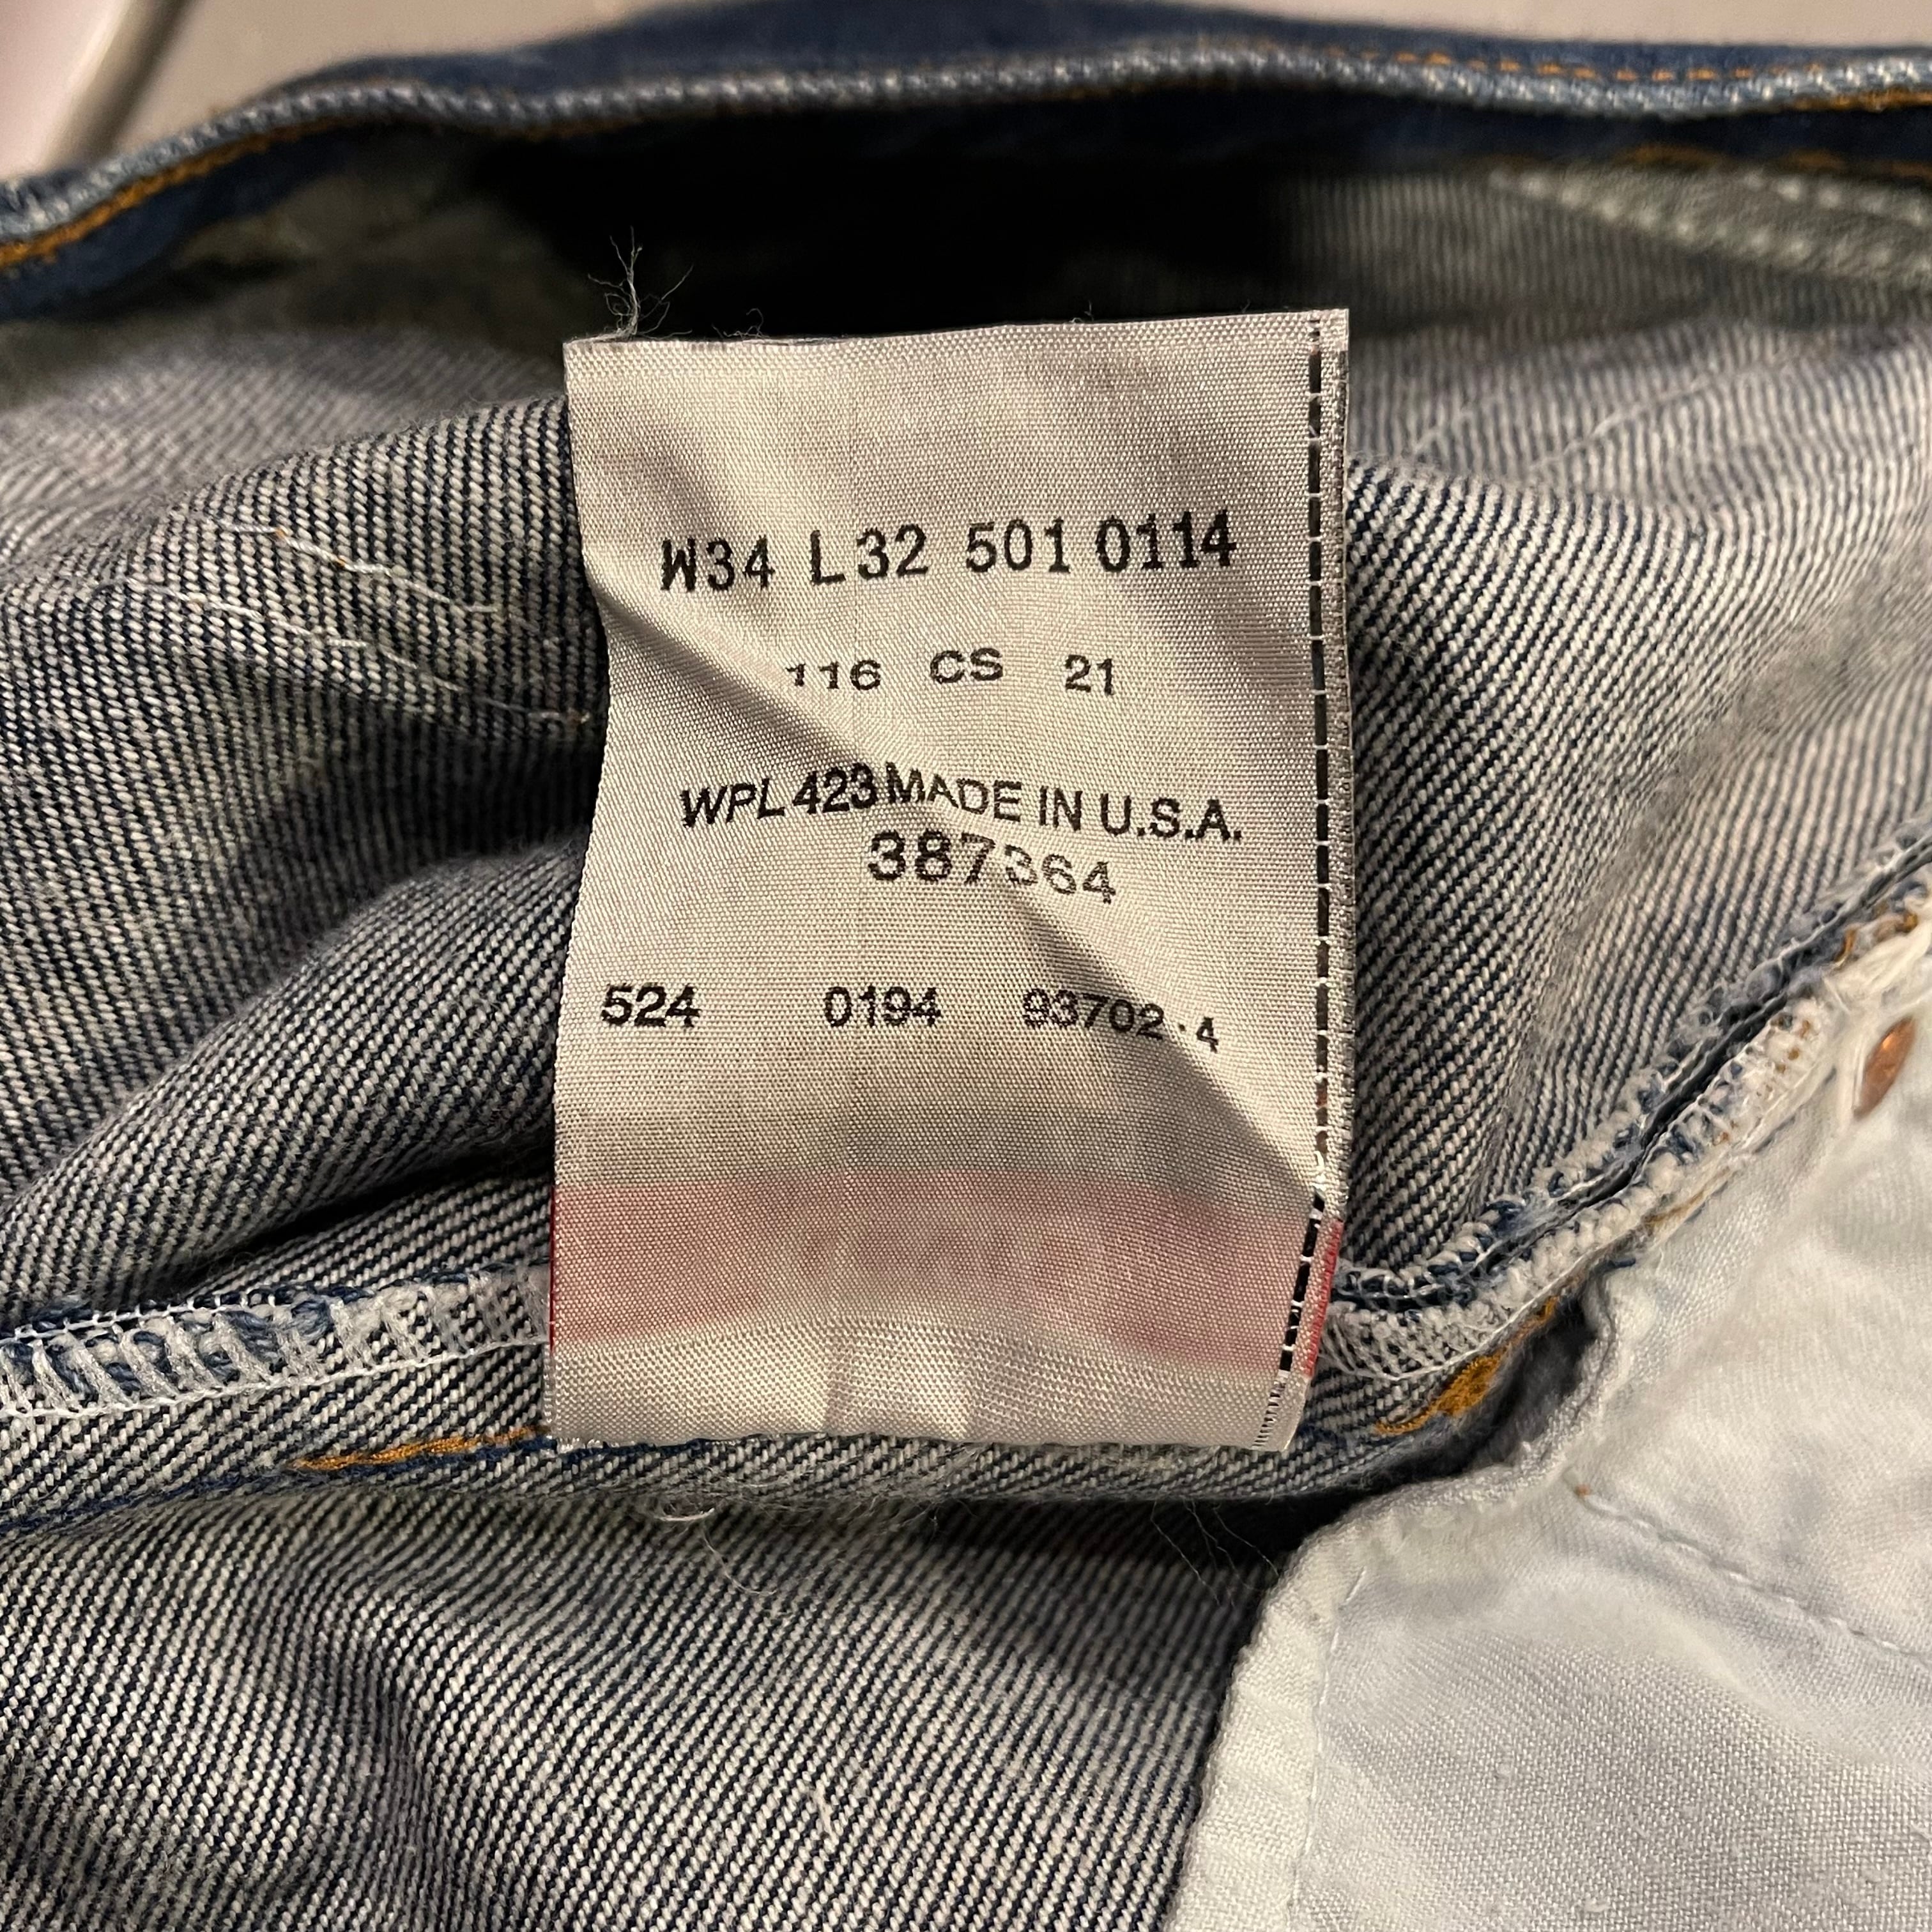 W34 L32 501 0114
116 CS 21
WPL 423 MADE IN U.S.A.
387364
524 0194 93702·4